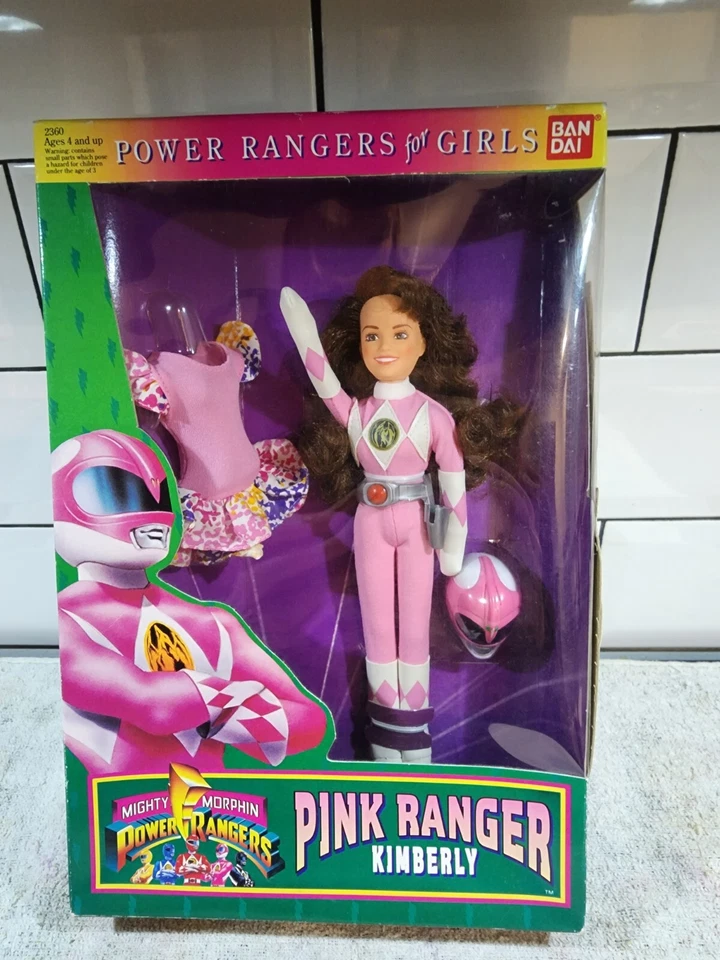 2360
Ages 4 and up
Warning: contains
small parts which pose
a hazard for children
under the age of 3
POWER RANGERS for GIRLS
BAN
DAI
®
MIGHTY MORPHIN
POWER RANGERS
PINK RANGER
KIMBERLY
TM